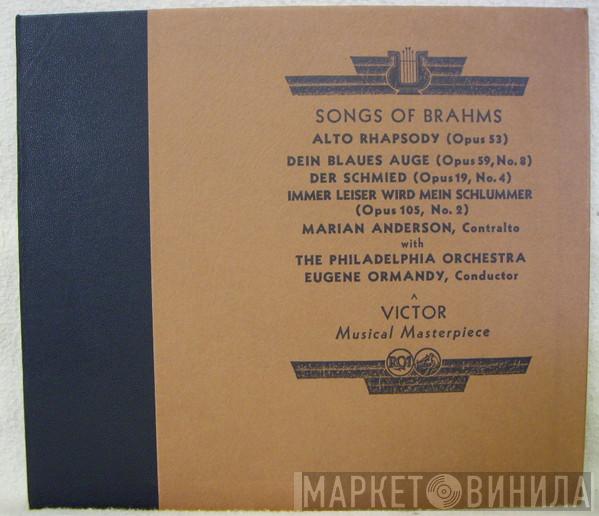 SONGS OF BRAHMS
ALTO RHAPSODY (Opus 53)
DEIN BLAUES AUGE (Opus 59, No. 8)
DER SCHMIED (Opus 19, No. 4)
IMMER LEISER WIRD MEIN SCHLUMMER
(Opus 105, No. 2)
MARIAN ANDERSON, Contralto
with
THE PHILADELPHIA ORCHESTRA
EUGENE ORMANDY, Conductor
A
VICTOR
Musical Masterpiece
RCA
МАРКЕТ ВИНИЛА